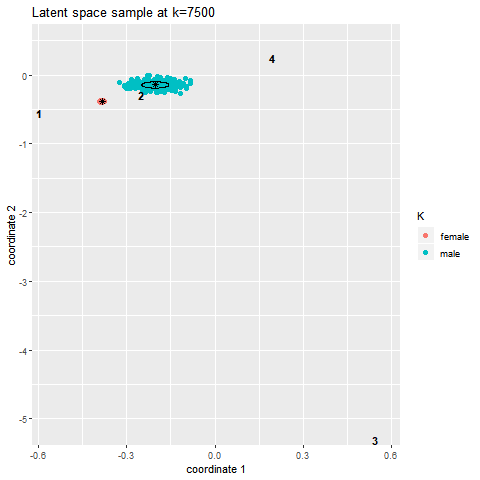 Latent space sample at k=7500
4
0
2
1
-1
-2
-3
-4
-5
3
coordinate 2
-0.6 -0.3 0.0 0.3 0.6
coordinate 1
K
female
male